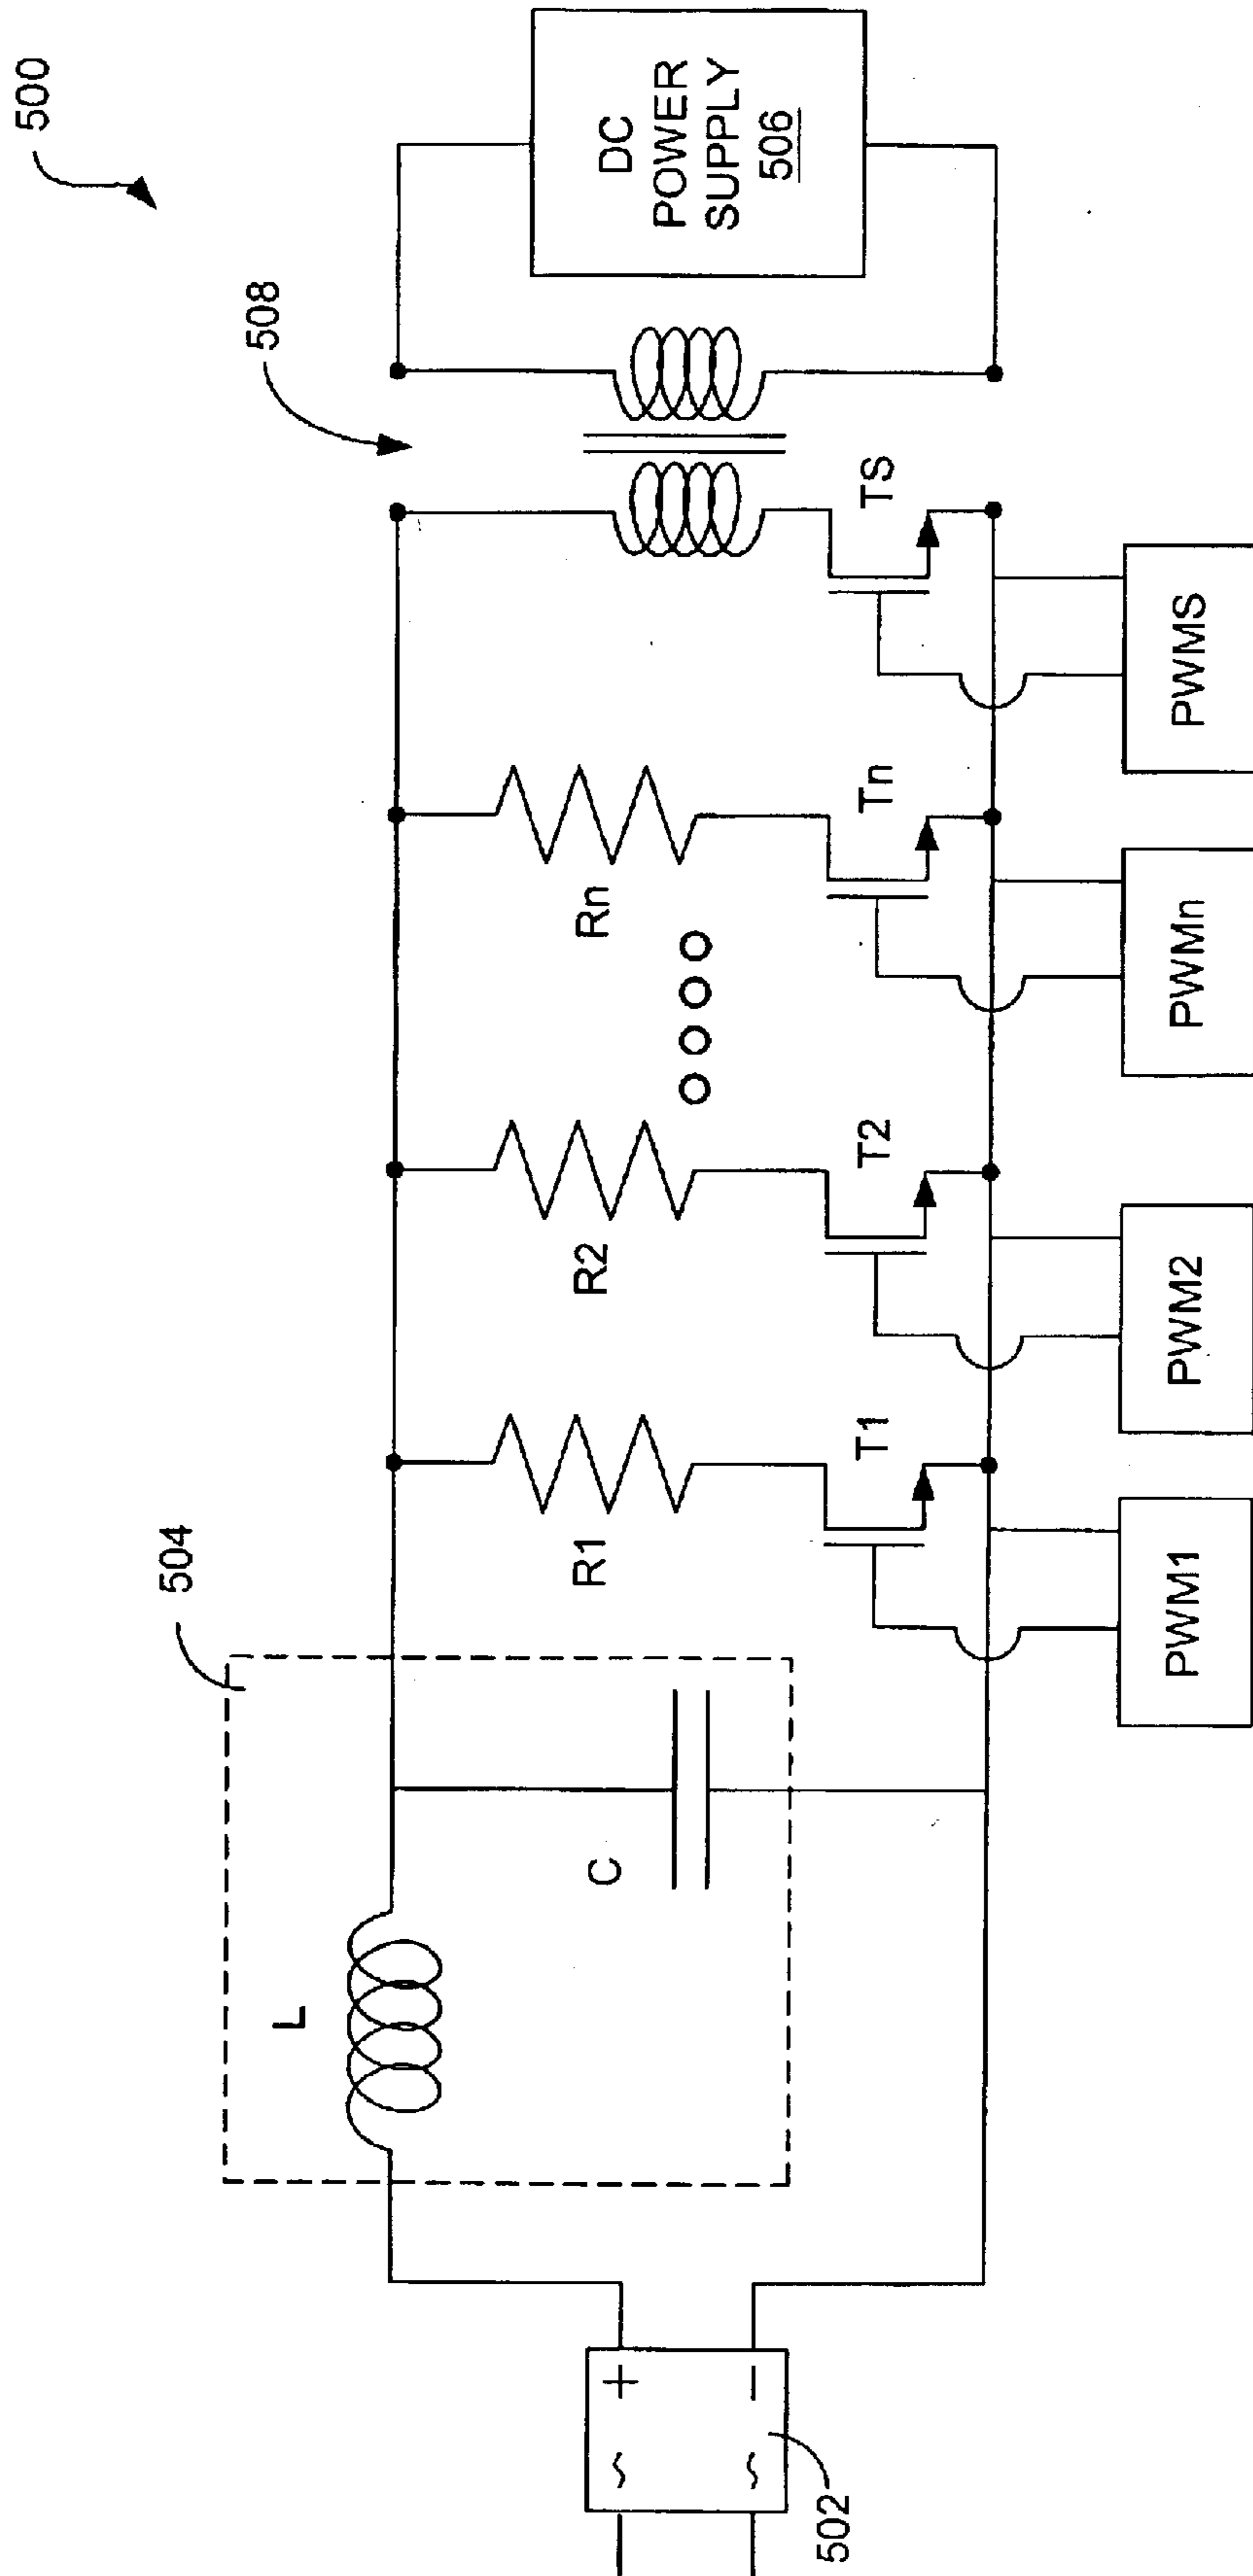 500
508
504
L
C
R1
R2
Rn
T1
T2
Tn
TS
DC
POWER
SUPPLY
506
+
−
~
~
502
PWM1
PWM2
PWMn
PWMS